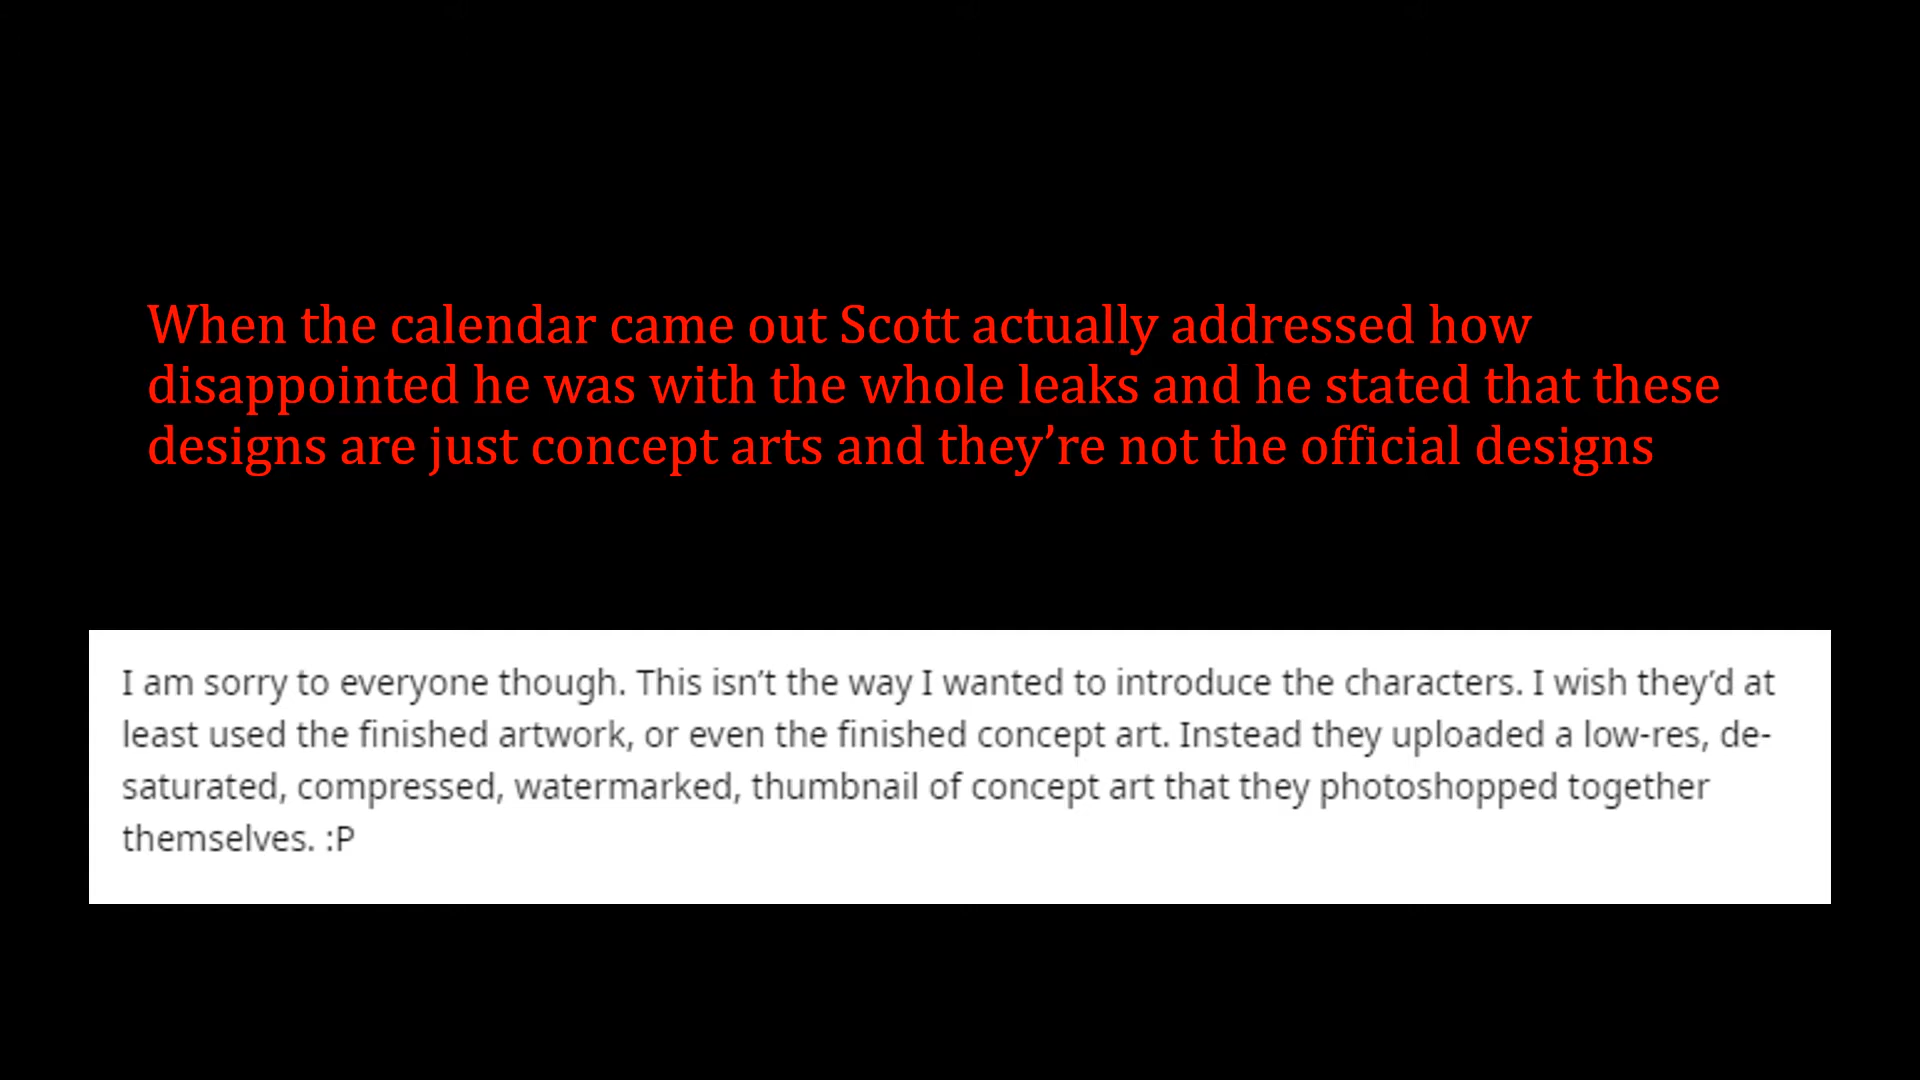 When the calendar came out Scott actually addressed how
disappointed he was with the whole leaks and he stated that these
designs are just concept arts and they’re not the official designs
I am sorry to everyone though. This isn’t the way I wanted to introduce the characters. I wish they’d at
least used the finished artwork, or even the finished concept art. Instead they uploaded a low-res, de-
saturated, compressed, watermarked, thumbnail of concept art that they photoshopped together
themselves. :P